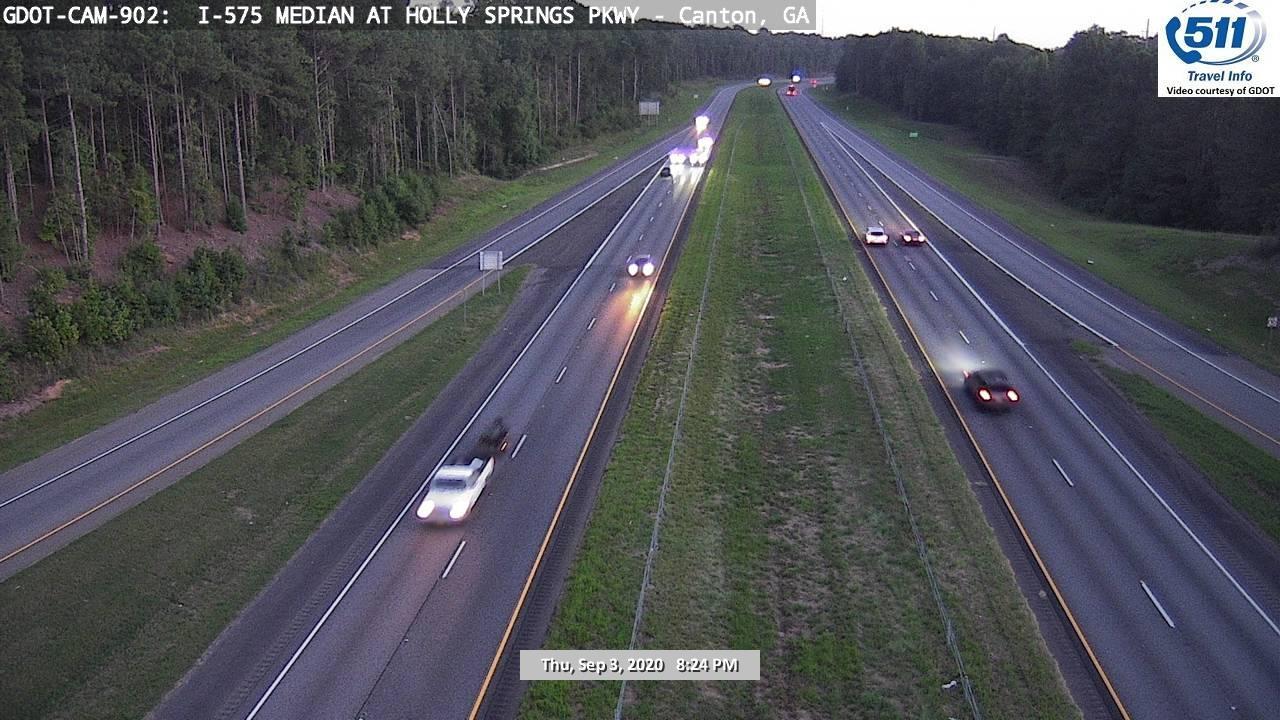 GDOT-CAM-902: I-575 MEDIAN AT HOLLY SPRINGS PKWY - Canton, GA
511®
Travel Info
Video courtesy of GDOT
Thu, Sep 3, 2020 8:24 PM